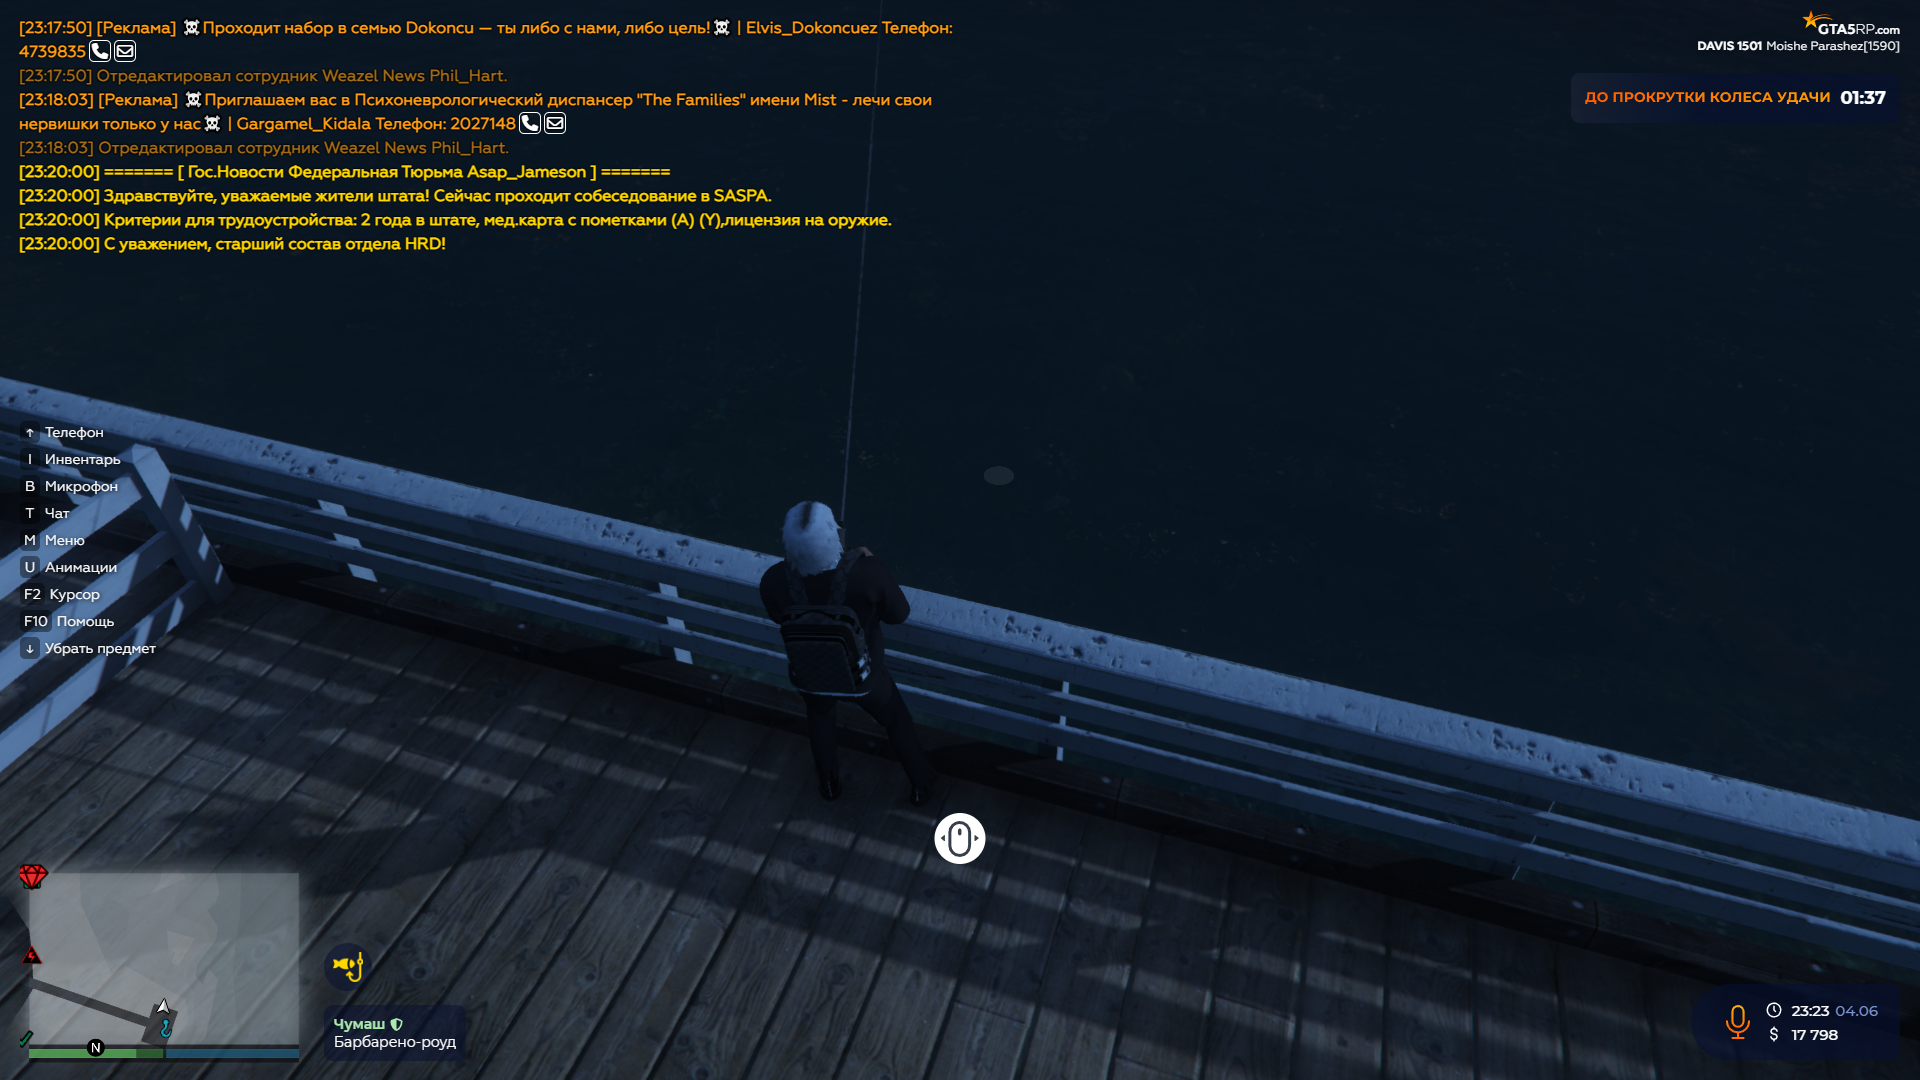 [23:17:50] [Реклама] ☠Проходит набор в семью Dokoncu — ты либо с нами, либо цель!☠ | Elvis_Dokoncuez Телефон:
4739835
[23:17:50] Отредактировал сотрудник Weazel News Phil_Hart.
[23:18:03] [Реклама] ☠Приглашаем вас в Психоневрологический диспансер "The Families" имени Mist - лечи свои
нервишки только у нас☠ | Gargamel_Kidala Телефон: 2027148
[23:18:03] Отредактировал сотрудник Weazel News Phil_Hart.
[23:20:00] ======= [ Гос.Новости Федеральная Тюрьма Asap_Jameson ] =======
[23:20:00] Здравствуйте, уважаемые жители штата! Сейчас проходит собеседование в SASPA.
[23:20:00] Критерии для трудоустройства: 2 года в штате, мед.карта с пометками (A) (Y),лицензия на оружие.
[23:20:00] С уважением, старший состав отдела HRD!
GTA5RP.com
DAVIS 1501 Moishe Parashez[1590]
ДО ПРОКРУТКИ КОЛЕСА УДАЧИ 01:37
↑ Телефон
I Инвентарь
B Микрофон
T Чат
M Меню
U Анимации
F2 Курсор
F10 Помощь
↓ Убрать предмет
N
Чумаш
Барбарено-роуд
23:23 04.06
$ 17 798